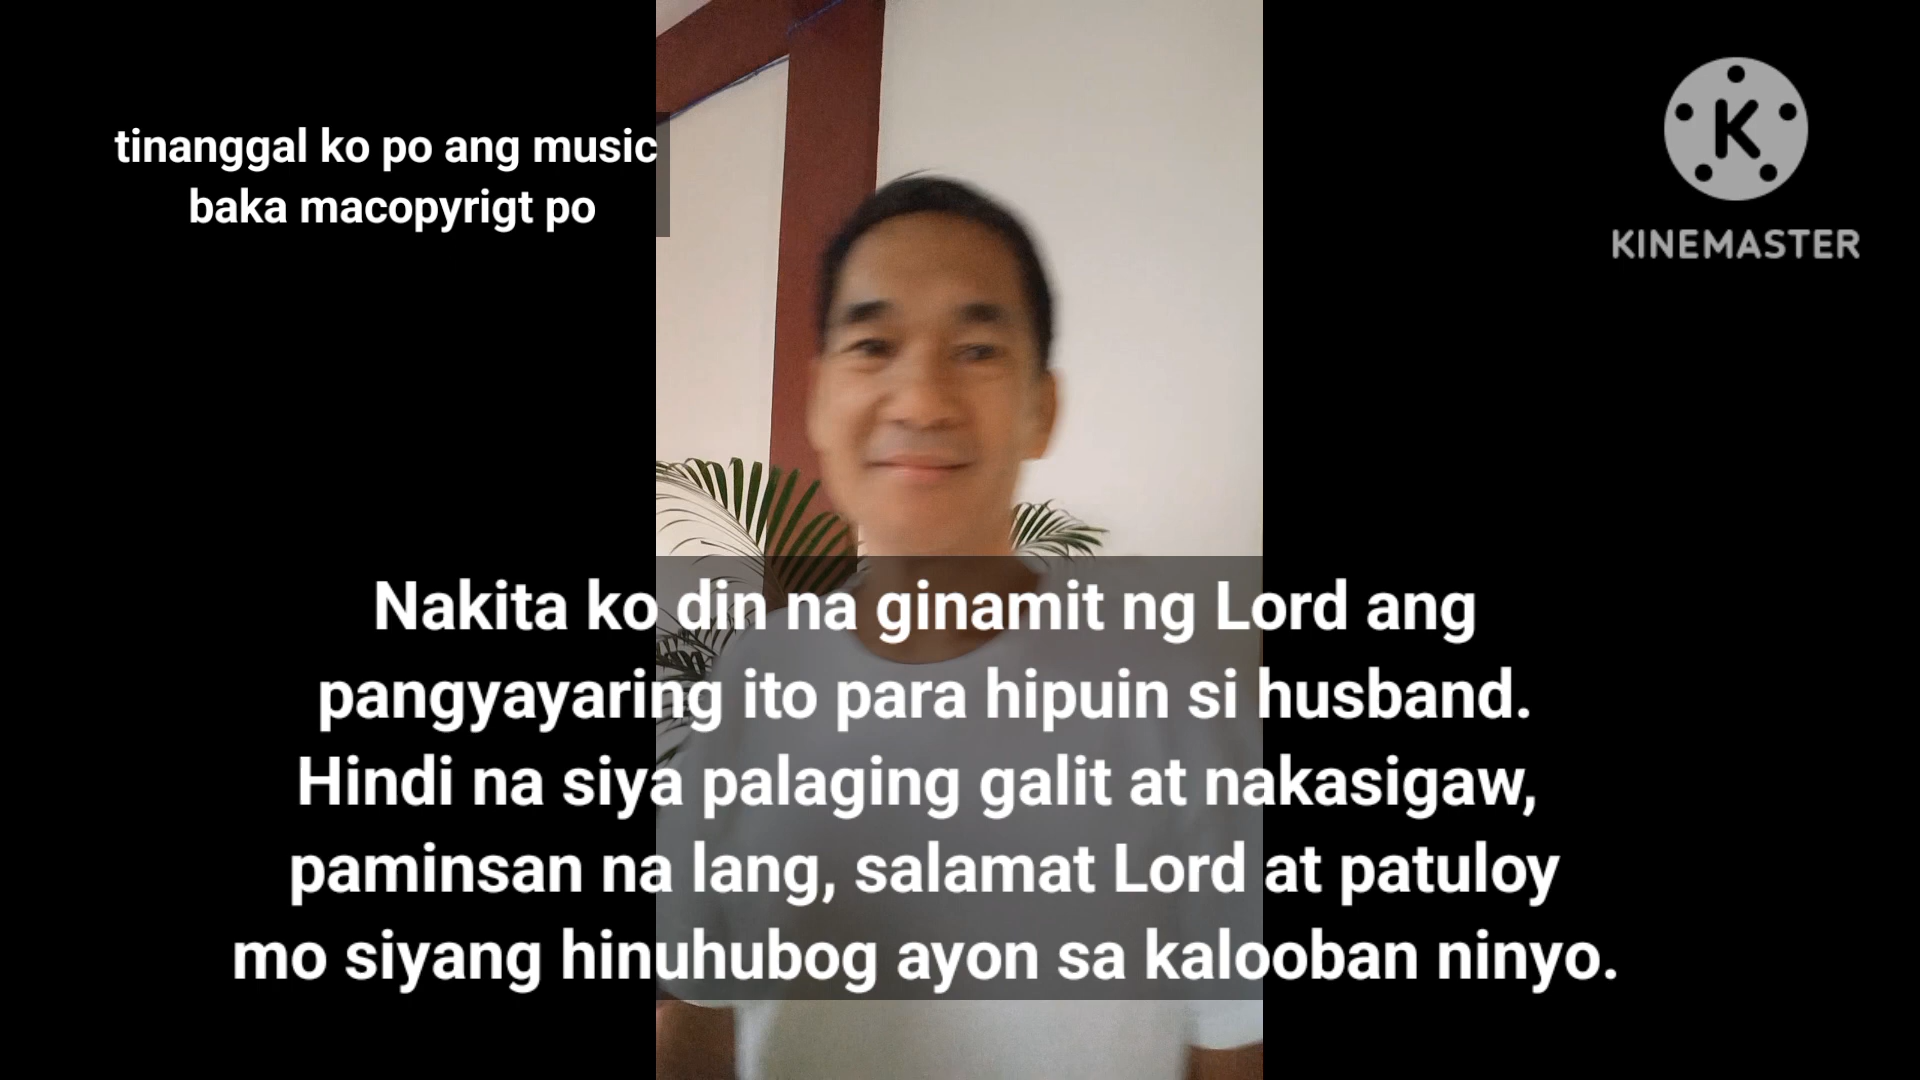 tinanggal ko po ang music
baka macopyrigt po
K
KINEMASTER
Nakita ko din na ginamit ng Lord ang
pangyayaring ito para hipuin si husband.
Hindi na siya palaging galit at nakasigaw,
paminsan na lang, salamat Lord at patuloy
mo siyang hinuhubog ayon sa kalooban ninyo.